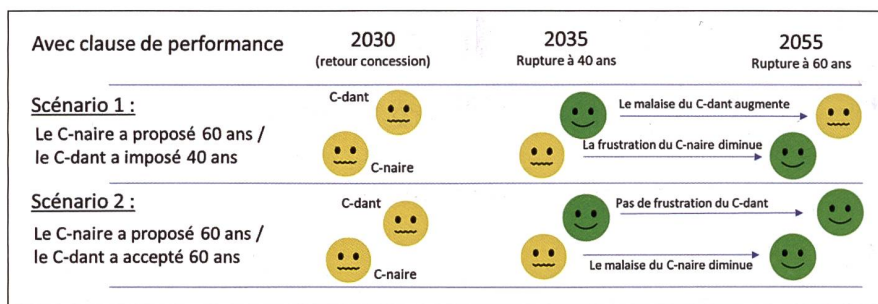 Avec clause de performance
2030
(retour concession)
2035
Rupture à 40 ans
2055
Rupture à 60 ans
Scénario 1 :
Le C-naire a proposé 60 ans /
le C-dant a imposé 40 ans
C-dant
C-naire
Le malaise du C-dant augmente
La frustration du C-naire diminue
Scénario 2 :
Le C-naire a proposé 60 ans /
le C-dant a accepté 60 ans
C-dant
C-naire
Pas de frustration du C-dant
Le malaise du C-naire diminue